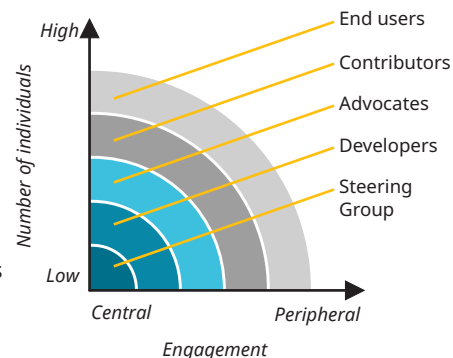 High
End users
Contributors
Advocates
Developers
Steering
Group
Number of individuals
s
Low
Central
Peripheral
Engagement